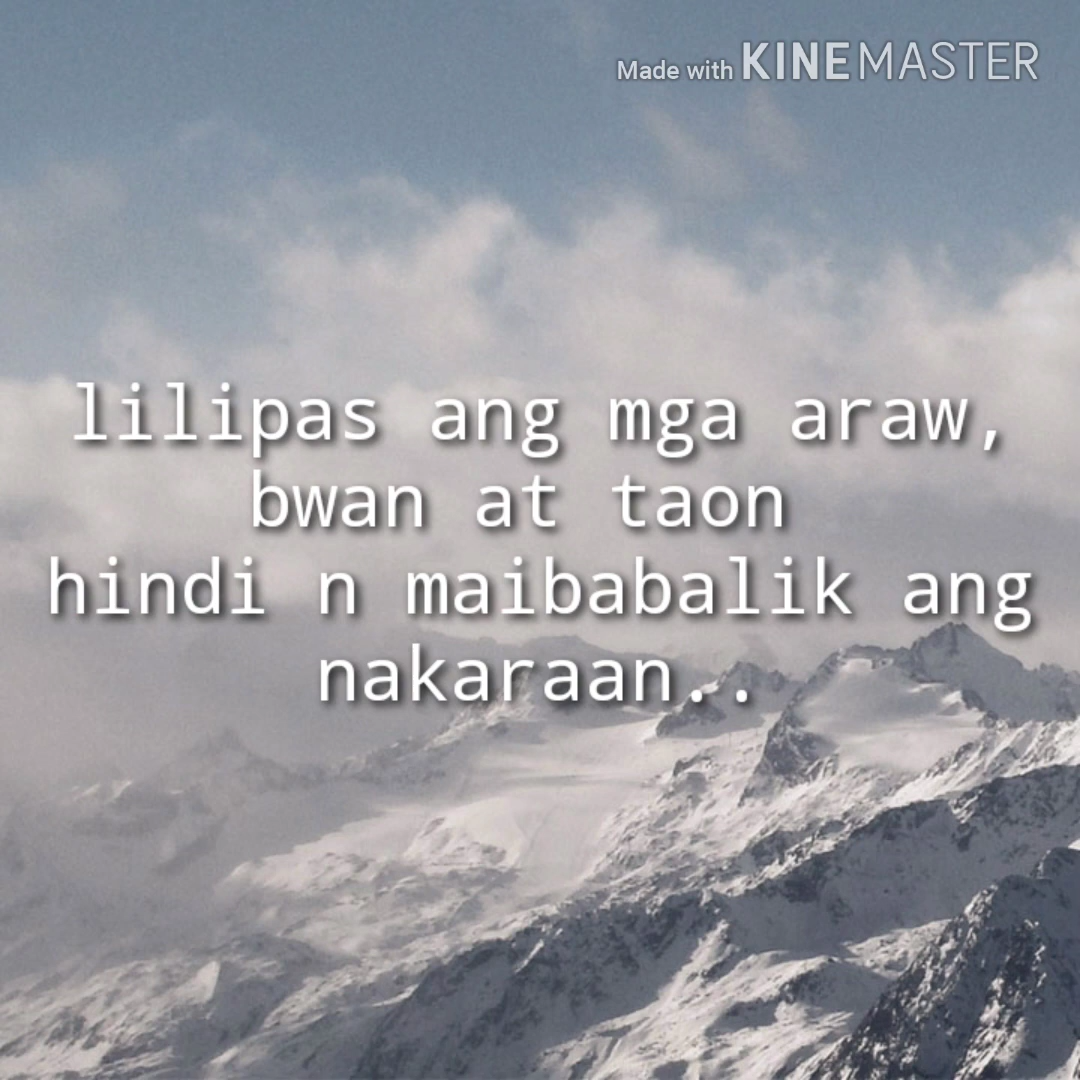 Made with KINEMASTER
lilipas ang mga araw,
bwan at taon
hindi n maibabalik ang
nakaraan..